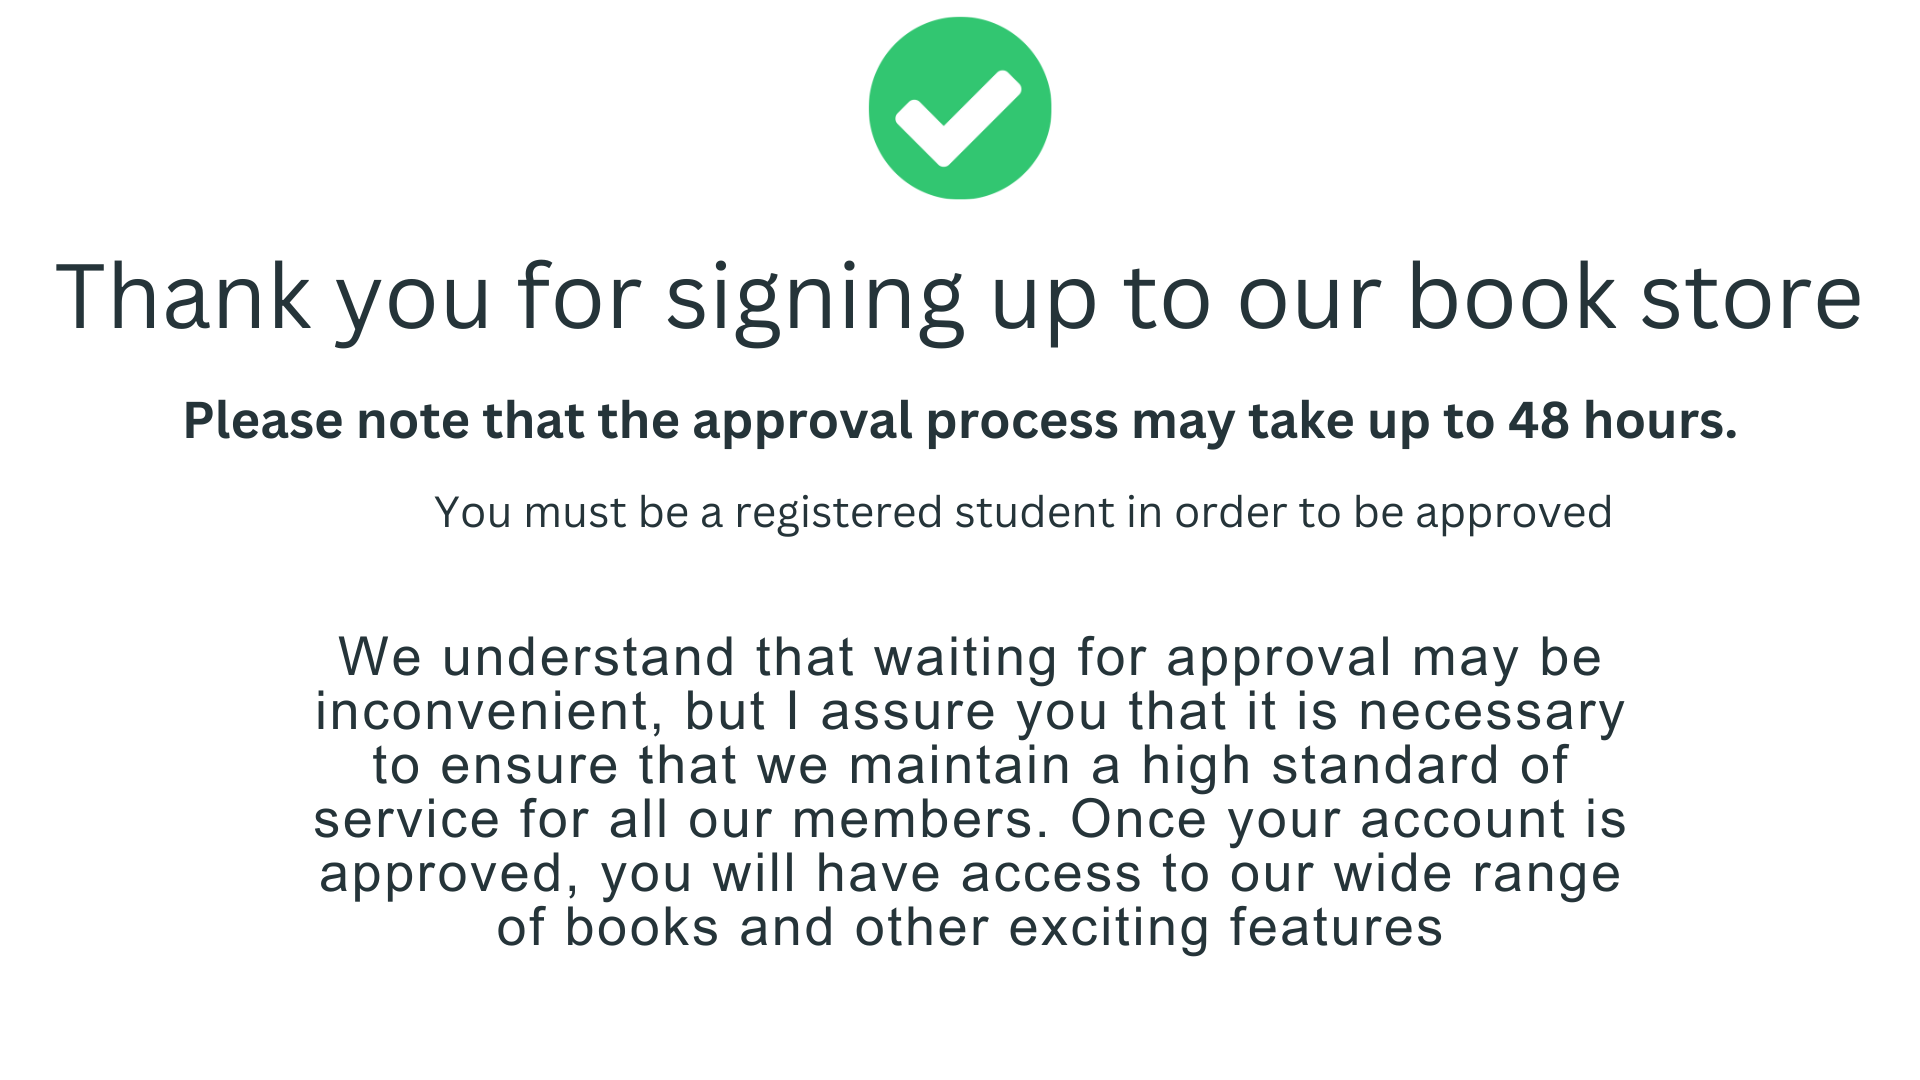 Thank you for signing up to our book store
Please note that the approval process may take up to 48 hours.
You must be a registered student in order to be approved
We understand that waiting for approval may be
inconvenient, but I assure you that it is necessary
to ensure that we maintain a high standard of
service for all our members. Once your account is
approved, you will have access to our wide range
of books and other exciting features